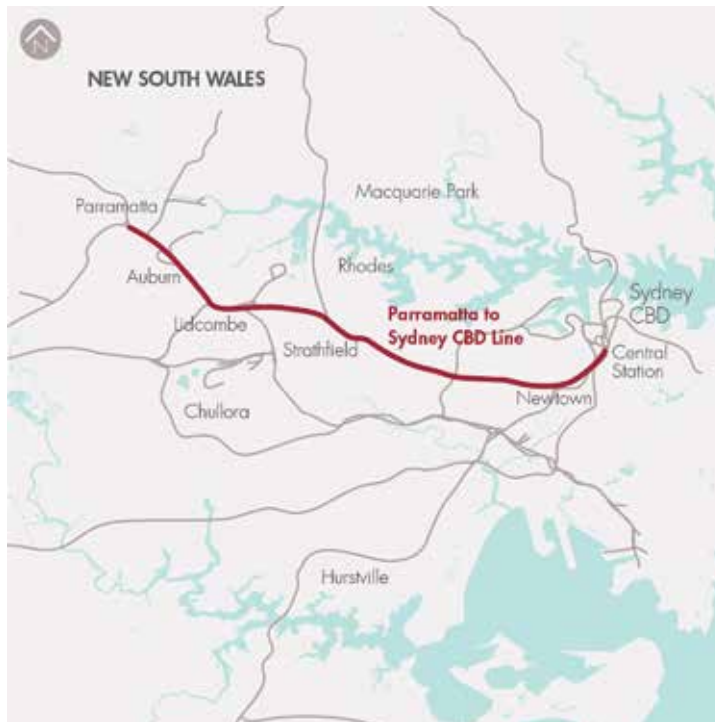 N
NEW SOUTH WALES
Macquarie Park
Parramatta
Rhodes
Auburn
Sydney
CBD
Lidcombe
Parramatta to
Sydney CBD Line
Strathfield
Central
Station
Newtown
Chullora
Hurstville